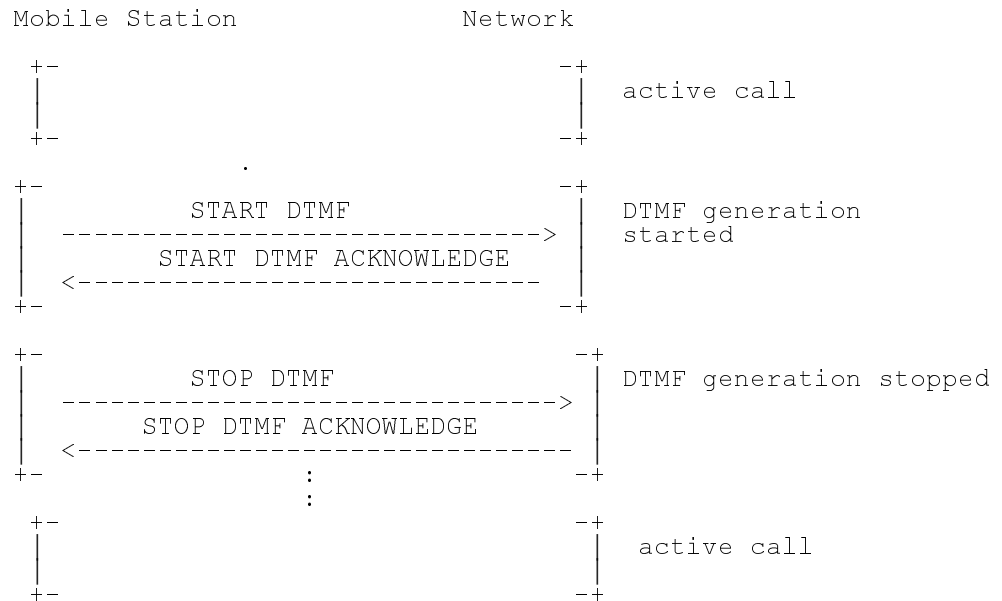 Mobile Station Network
active call
START DTMF DTMF generation
started
START DTMF ACKNOWLEDGE
STOP DTMF DTMF generation stopped
STOP DTMF ACKNOWLEDGE
active call